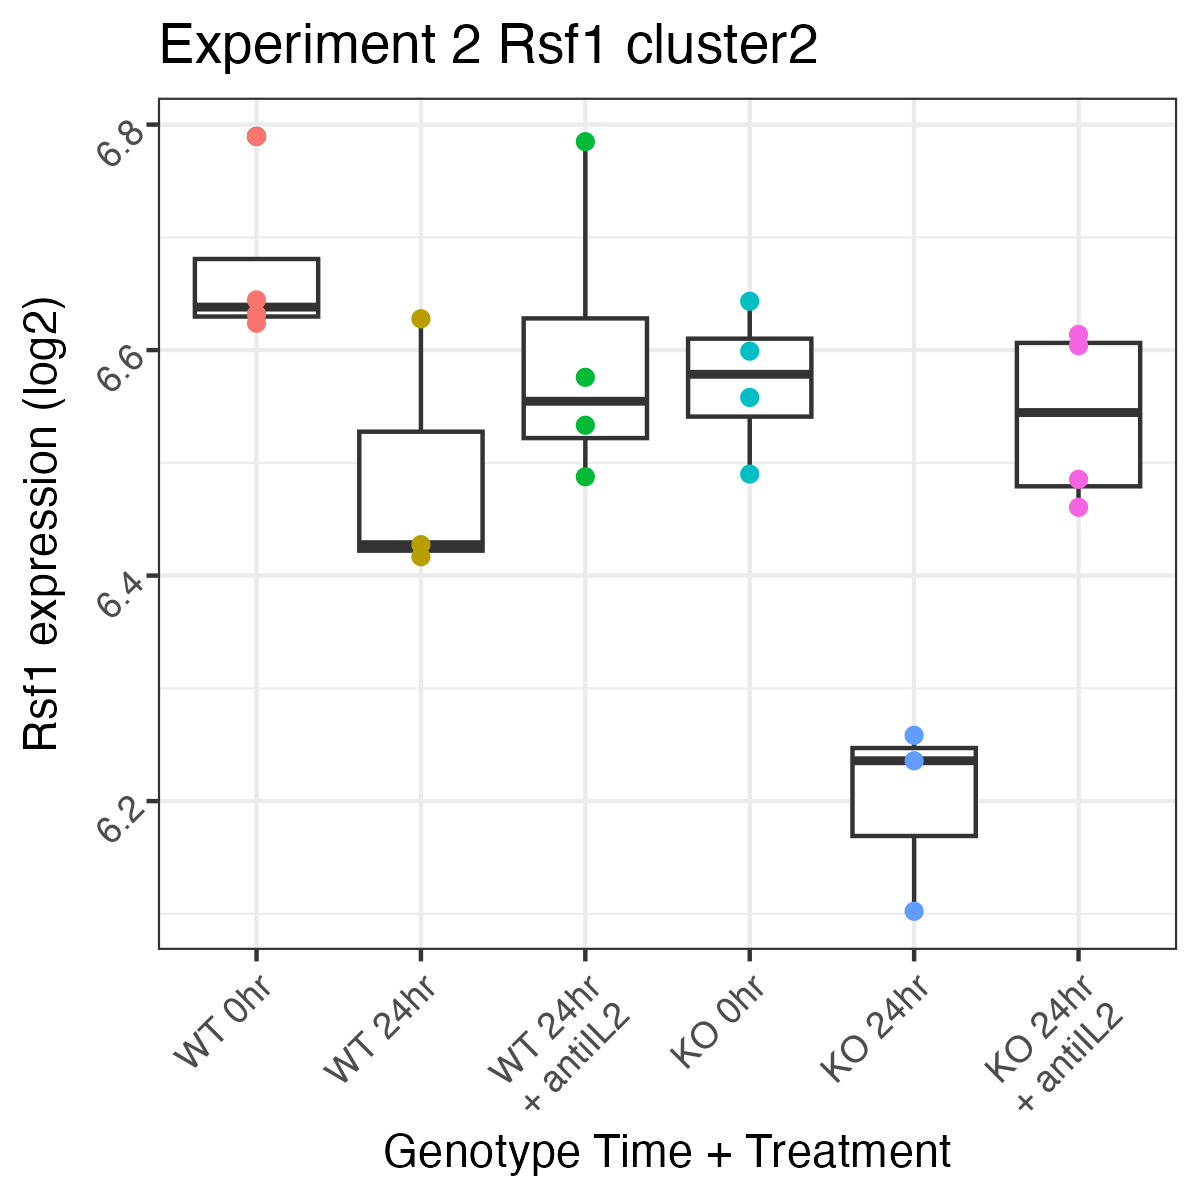 Experiment 2 Rsf1 cluster2
Rsf1 expression (log2)
6.8
6.6
6.4
6.2
WT 0hr
WT 24hr
WT 24hr
+ antiIL2
KO 0hr
KO 24hr
KO 24hr
+ antiIL2
Genotype Time + Treatment